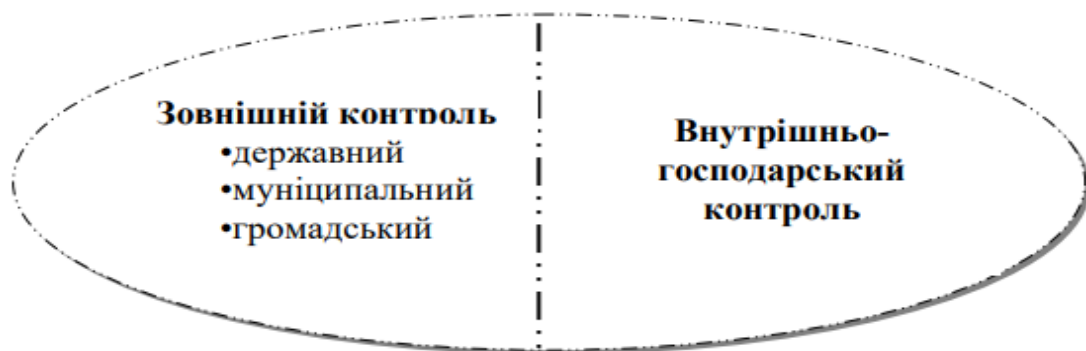 Зовнішній контроль
•державний
•муніципальний
•громадський
Внутрішньо-
господарський
контроль